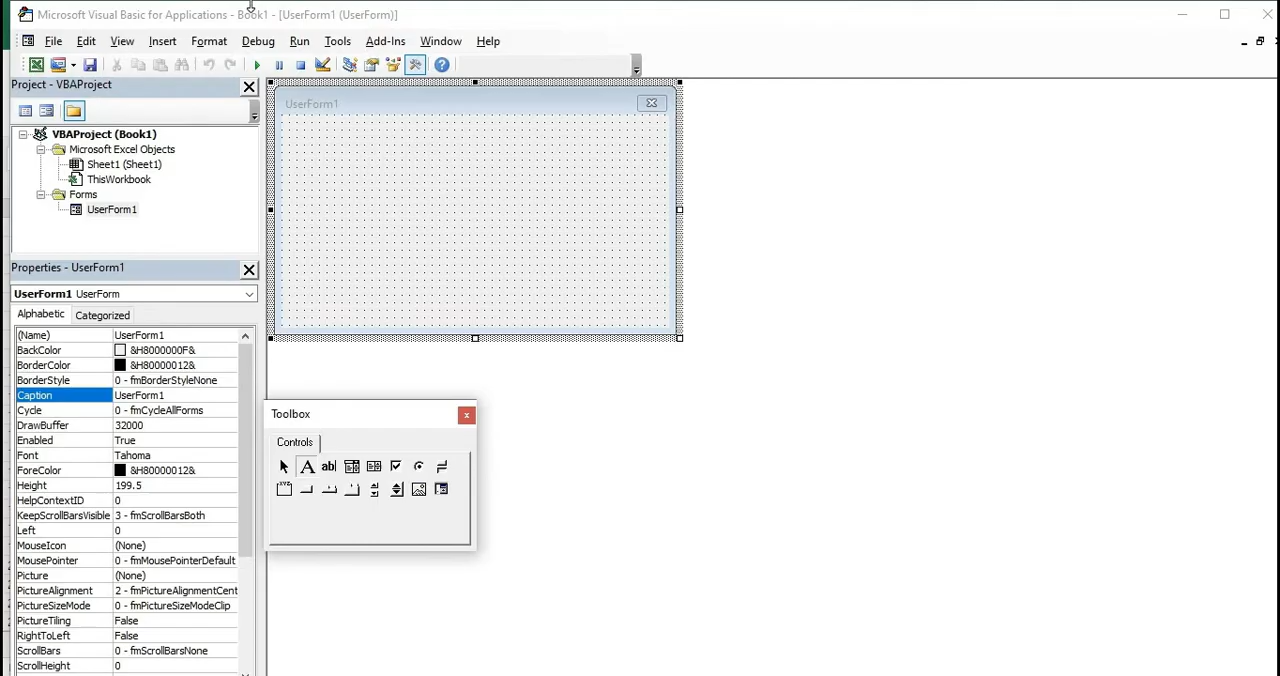 Microsoft Visual Basic for Applications - Book1 - [UserForm1 (UserForm)]
File Edit View Insert Format Debug Run Tools Add-Ins Window Help
Project - VBAProject
UserForm1
VBAProject (Book1)
Microsoft Excel Objects
Sheet1 (Sheet1)
ThisWorkbook
Forms
UserForm1
Properties - UserForm1
UserForm1 UserForm
Alphabetic Categorized
(Name) UserForm1
BackColor &H8000000F&
BorderColor &H80000012&
BorderStyle 0 - fmBorderStyleNone
Caption UserForm1
Cycle 0 - fmCycleAllForms
DrawBuffer 32000
Enabled True
Font Tahoma
ForeColor &H80000012&
Height 199.5
HelpContextID 0
KeepScrollBarsVisible 3 - fmScrollBarsBoth
Left 0
MouseIcon (None)
MousePointer 0 - fmMousePointerDefault
Picture (None)
PictureAlignment 2 - fmPictureAlignmentCent
PictureSizeMode 0 - fmPictureSizeModeClip
PictureTiling False
RightToLeft False
ScrollBars 0 - fmScrollBarsNone
ScrollHeight 0
Toolbox
Controls
A ab